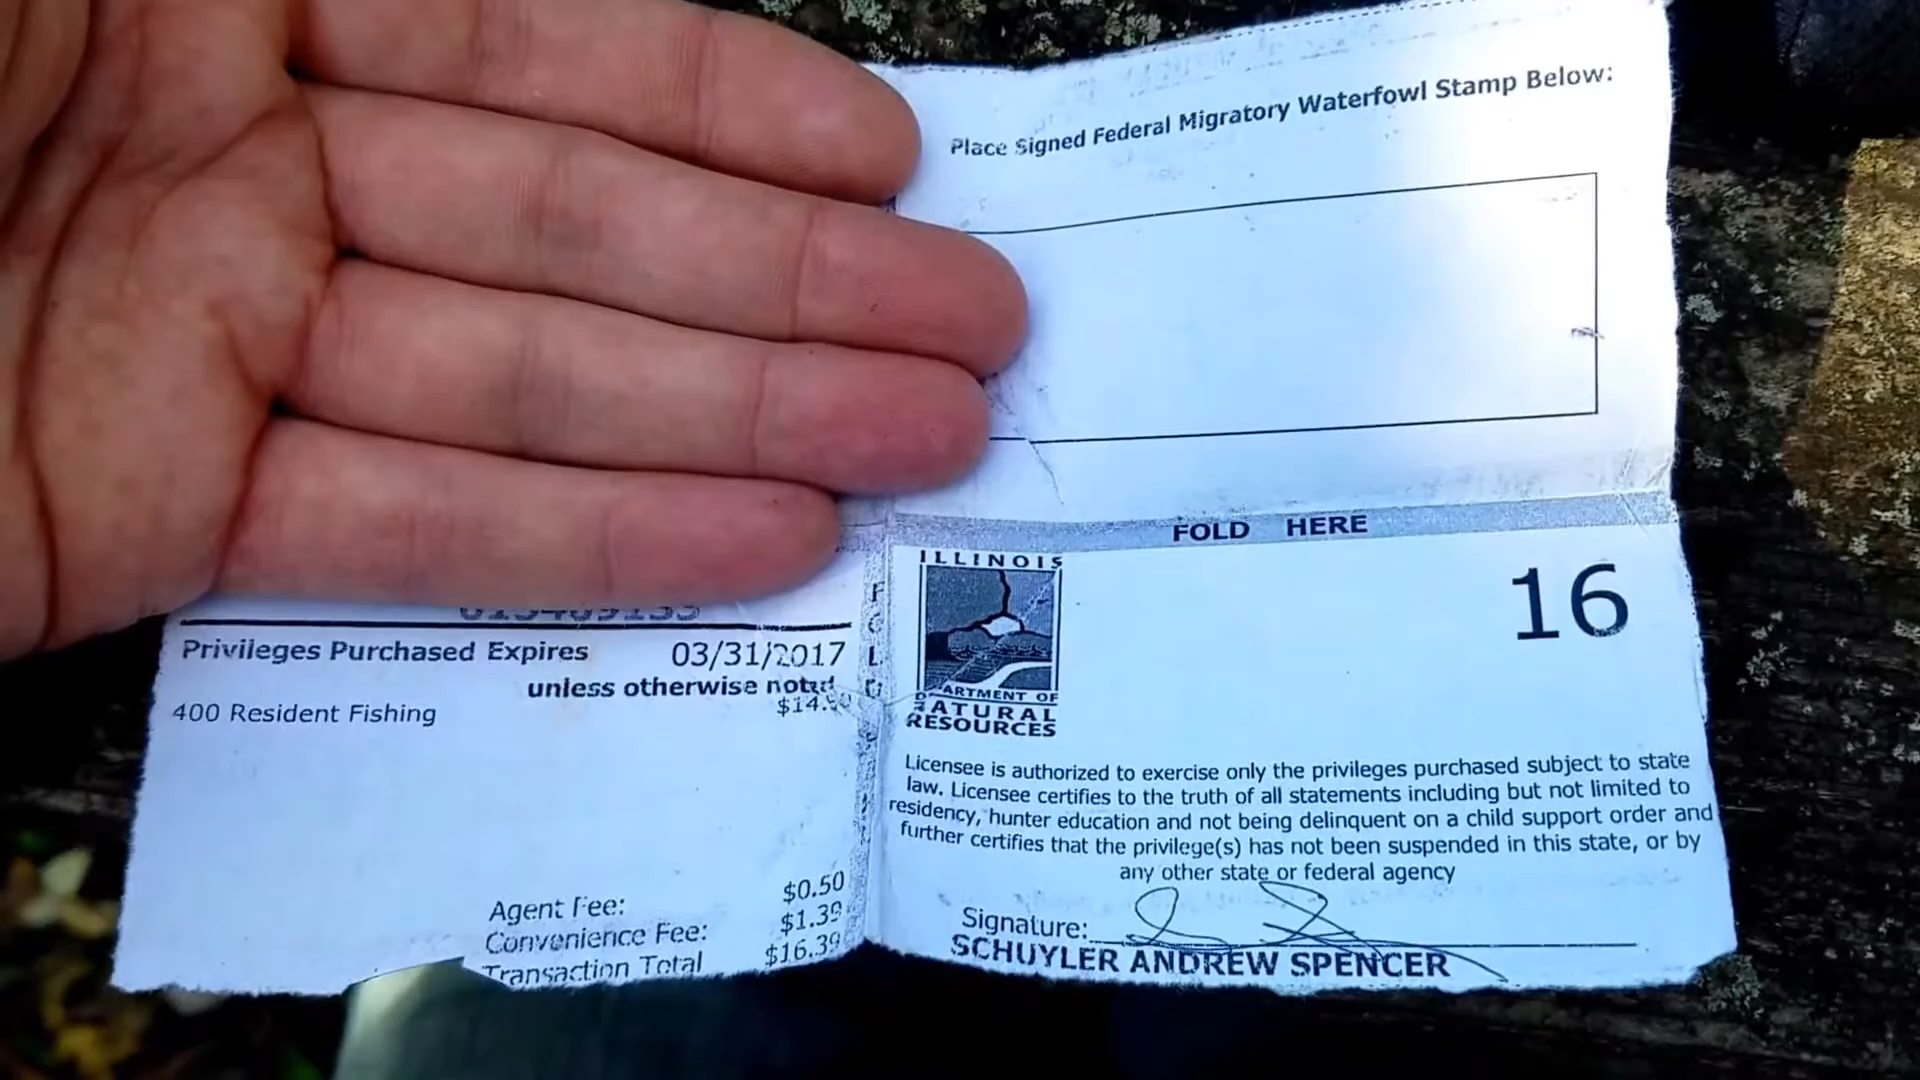 Place Signed Federal Migratory Waterfowl Stamp Below:
FOLD HERE
Privileges Purchased Expires 03/31/2017
unless otherwise noted
400 Resident Fishing $14.50
Agent Fee: $0.50
Convenience Fee: $1.39
Transaction Total $16.39
ILLINOIS
DEPARTMENT OF
NATURAL
RESOURCES
16
Licensee is authorized to exercise only the privileges purchased subject to state
law. Licensee certifies to the truth of all statements including but not limited to
residency, hunter education and not being delinquent on a child support order and
further certifies that the privilege(s) has not been suspended in this state, or by
any other state or federal agency
Signature:
SCHUYLER ANDREW SPENCER